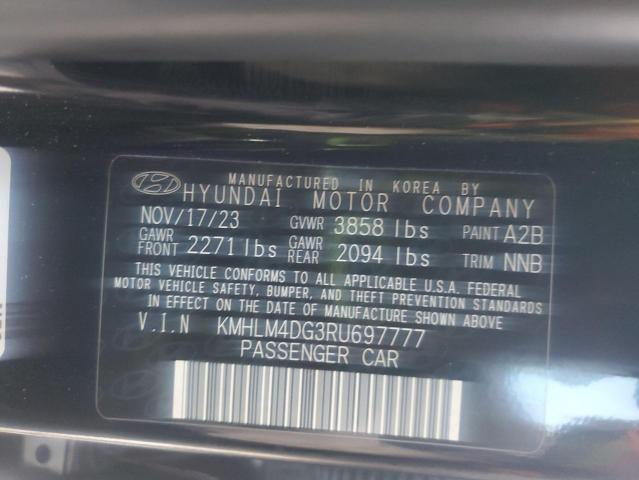 MANUFACTURED IN KOREA BY
HYUNDAI MOTOR COMPANY
NOV/17/23 GVWR 3858 lbs PAINT A2B
GAWR FRONT 2271 lbs GAWR REAR 2094 lbs TRIM NNB
THIS VEHICLE CONFORMS TO ALL APPLICABLE U.S.A. FEDERAL
MOTOR VEHICLE SAFETY, BUMPER, AND THEFT PREVENTION STANDARDS
IN EFFECT ON THE DATE OF MANUFACTURE SHOWN ABOVE
V.I.N KMHLM4DG3RU697777
PASSENGER CAR